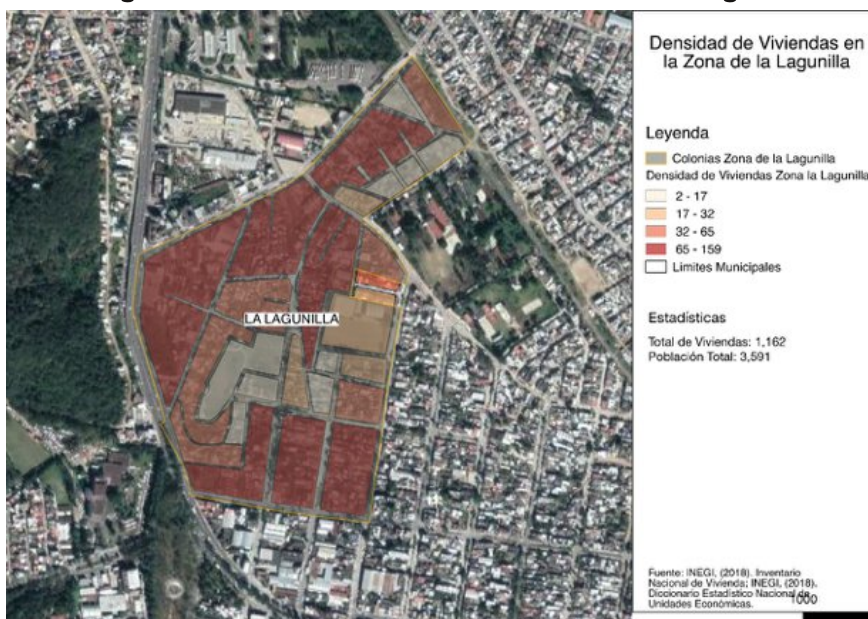 Densidad de Viviendas en
la Zona de la Lagunilla
Leyenda
Colonias Zona de la Lagunilla
Densidad de Viviendas Zona la Lagunilla
2 - 17
17 - 32
32 - 65
65 - 159
Limites Municipales
LA LAGUNILLA
Estadísticas
Total de Viviendas: 1,162
Población Total: 3,591
Fuente: INEGI, (2018). Inventario
Nacional de Vivienda; INEGI, (2018).
Diccionario Estadístico Nacional de
Unidades Económicas.
1000